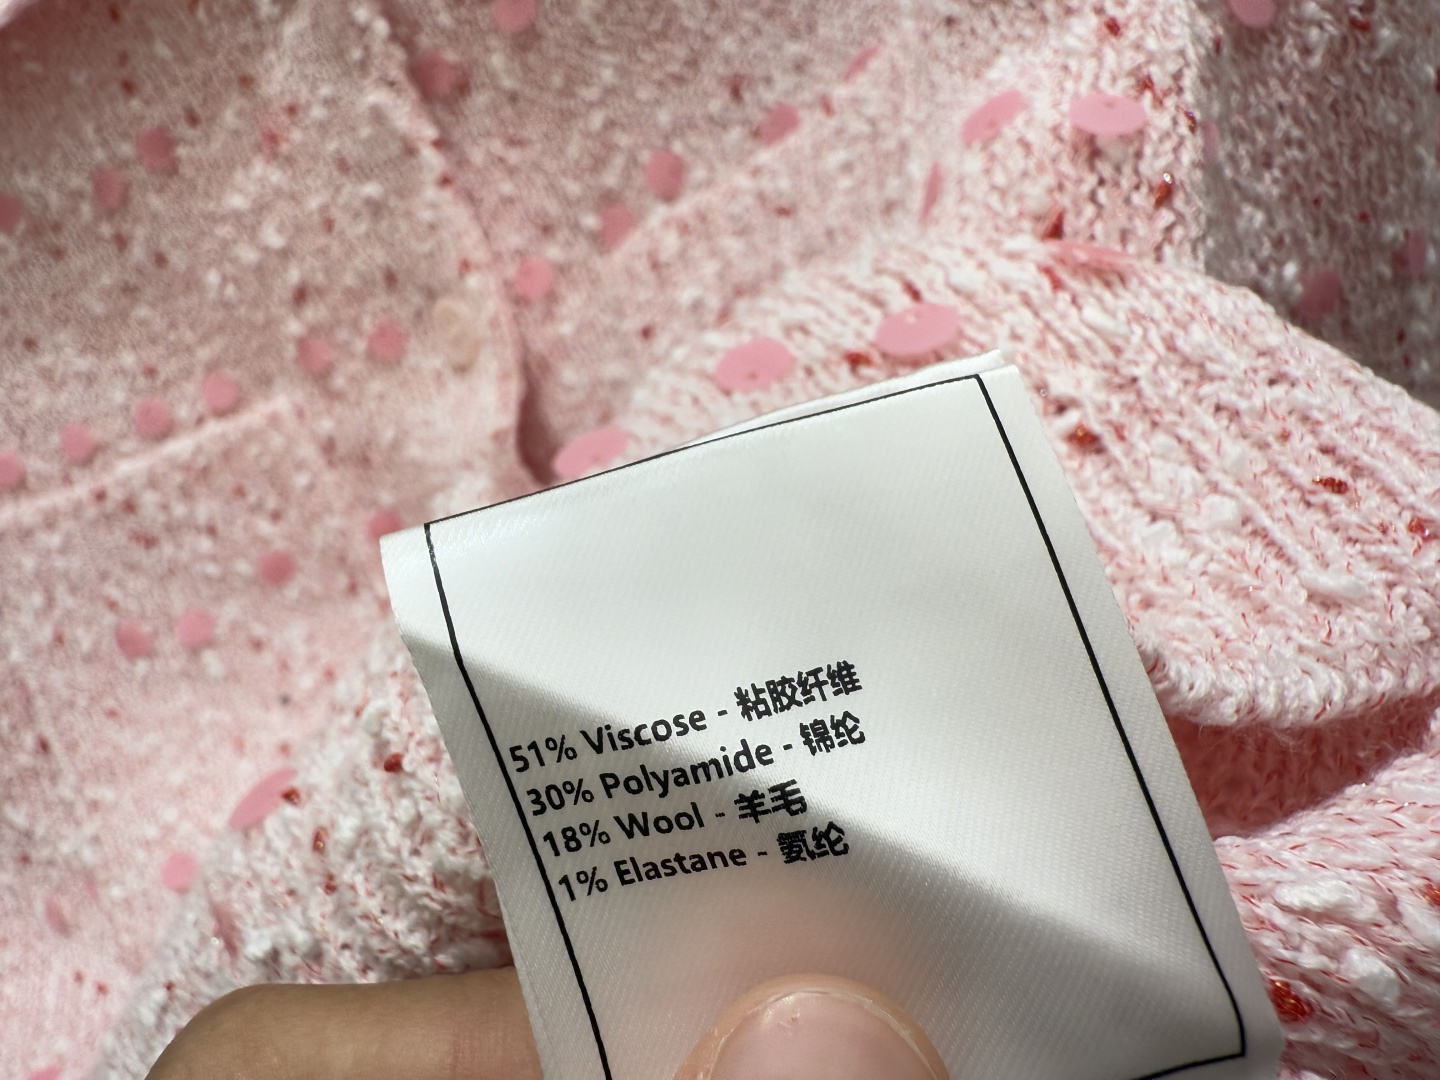 51% Viscose - 粘胶纤维
30% Polyamide - 锦纶
18% Wool - 羊毛
1% Elastane - 氨纶